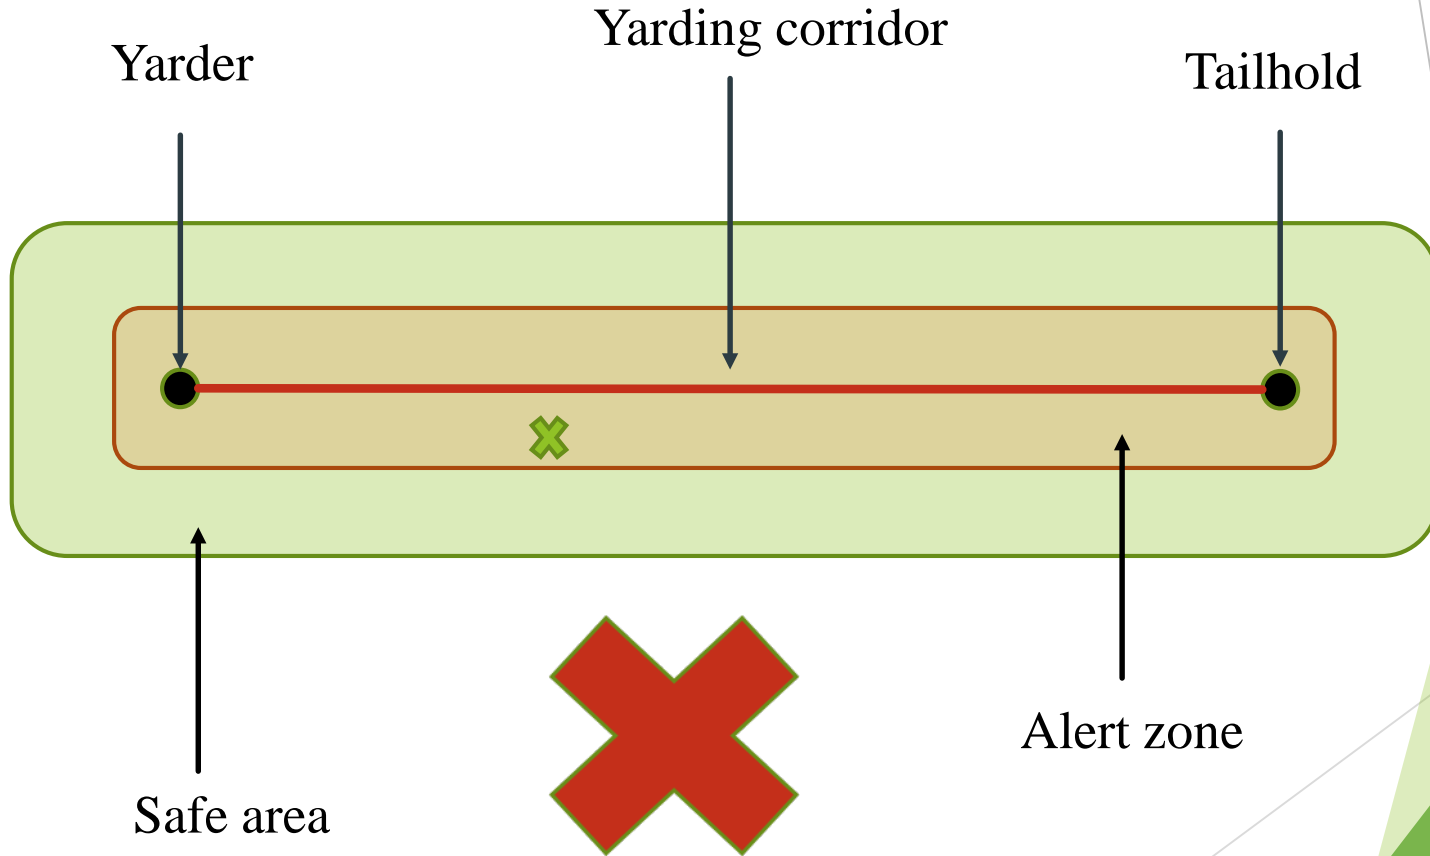 Yarding corridor
Yarder
Tailhold
Alert zone
Safe area